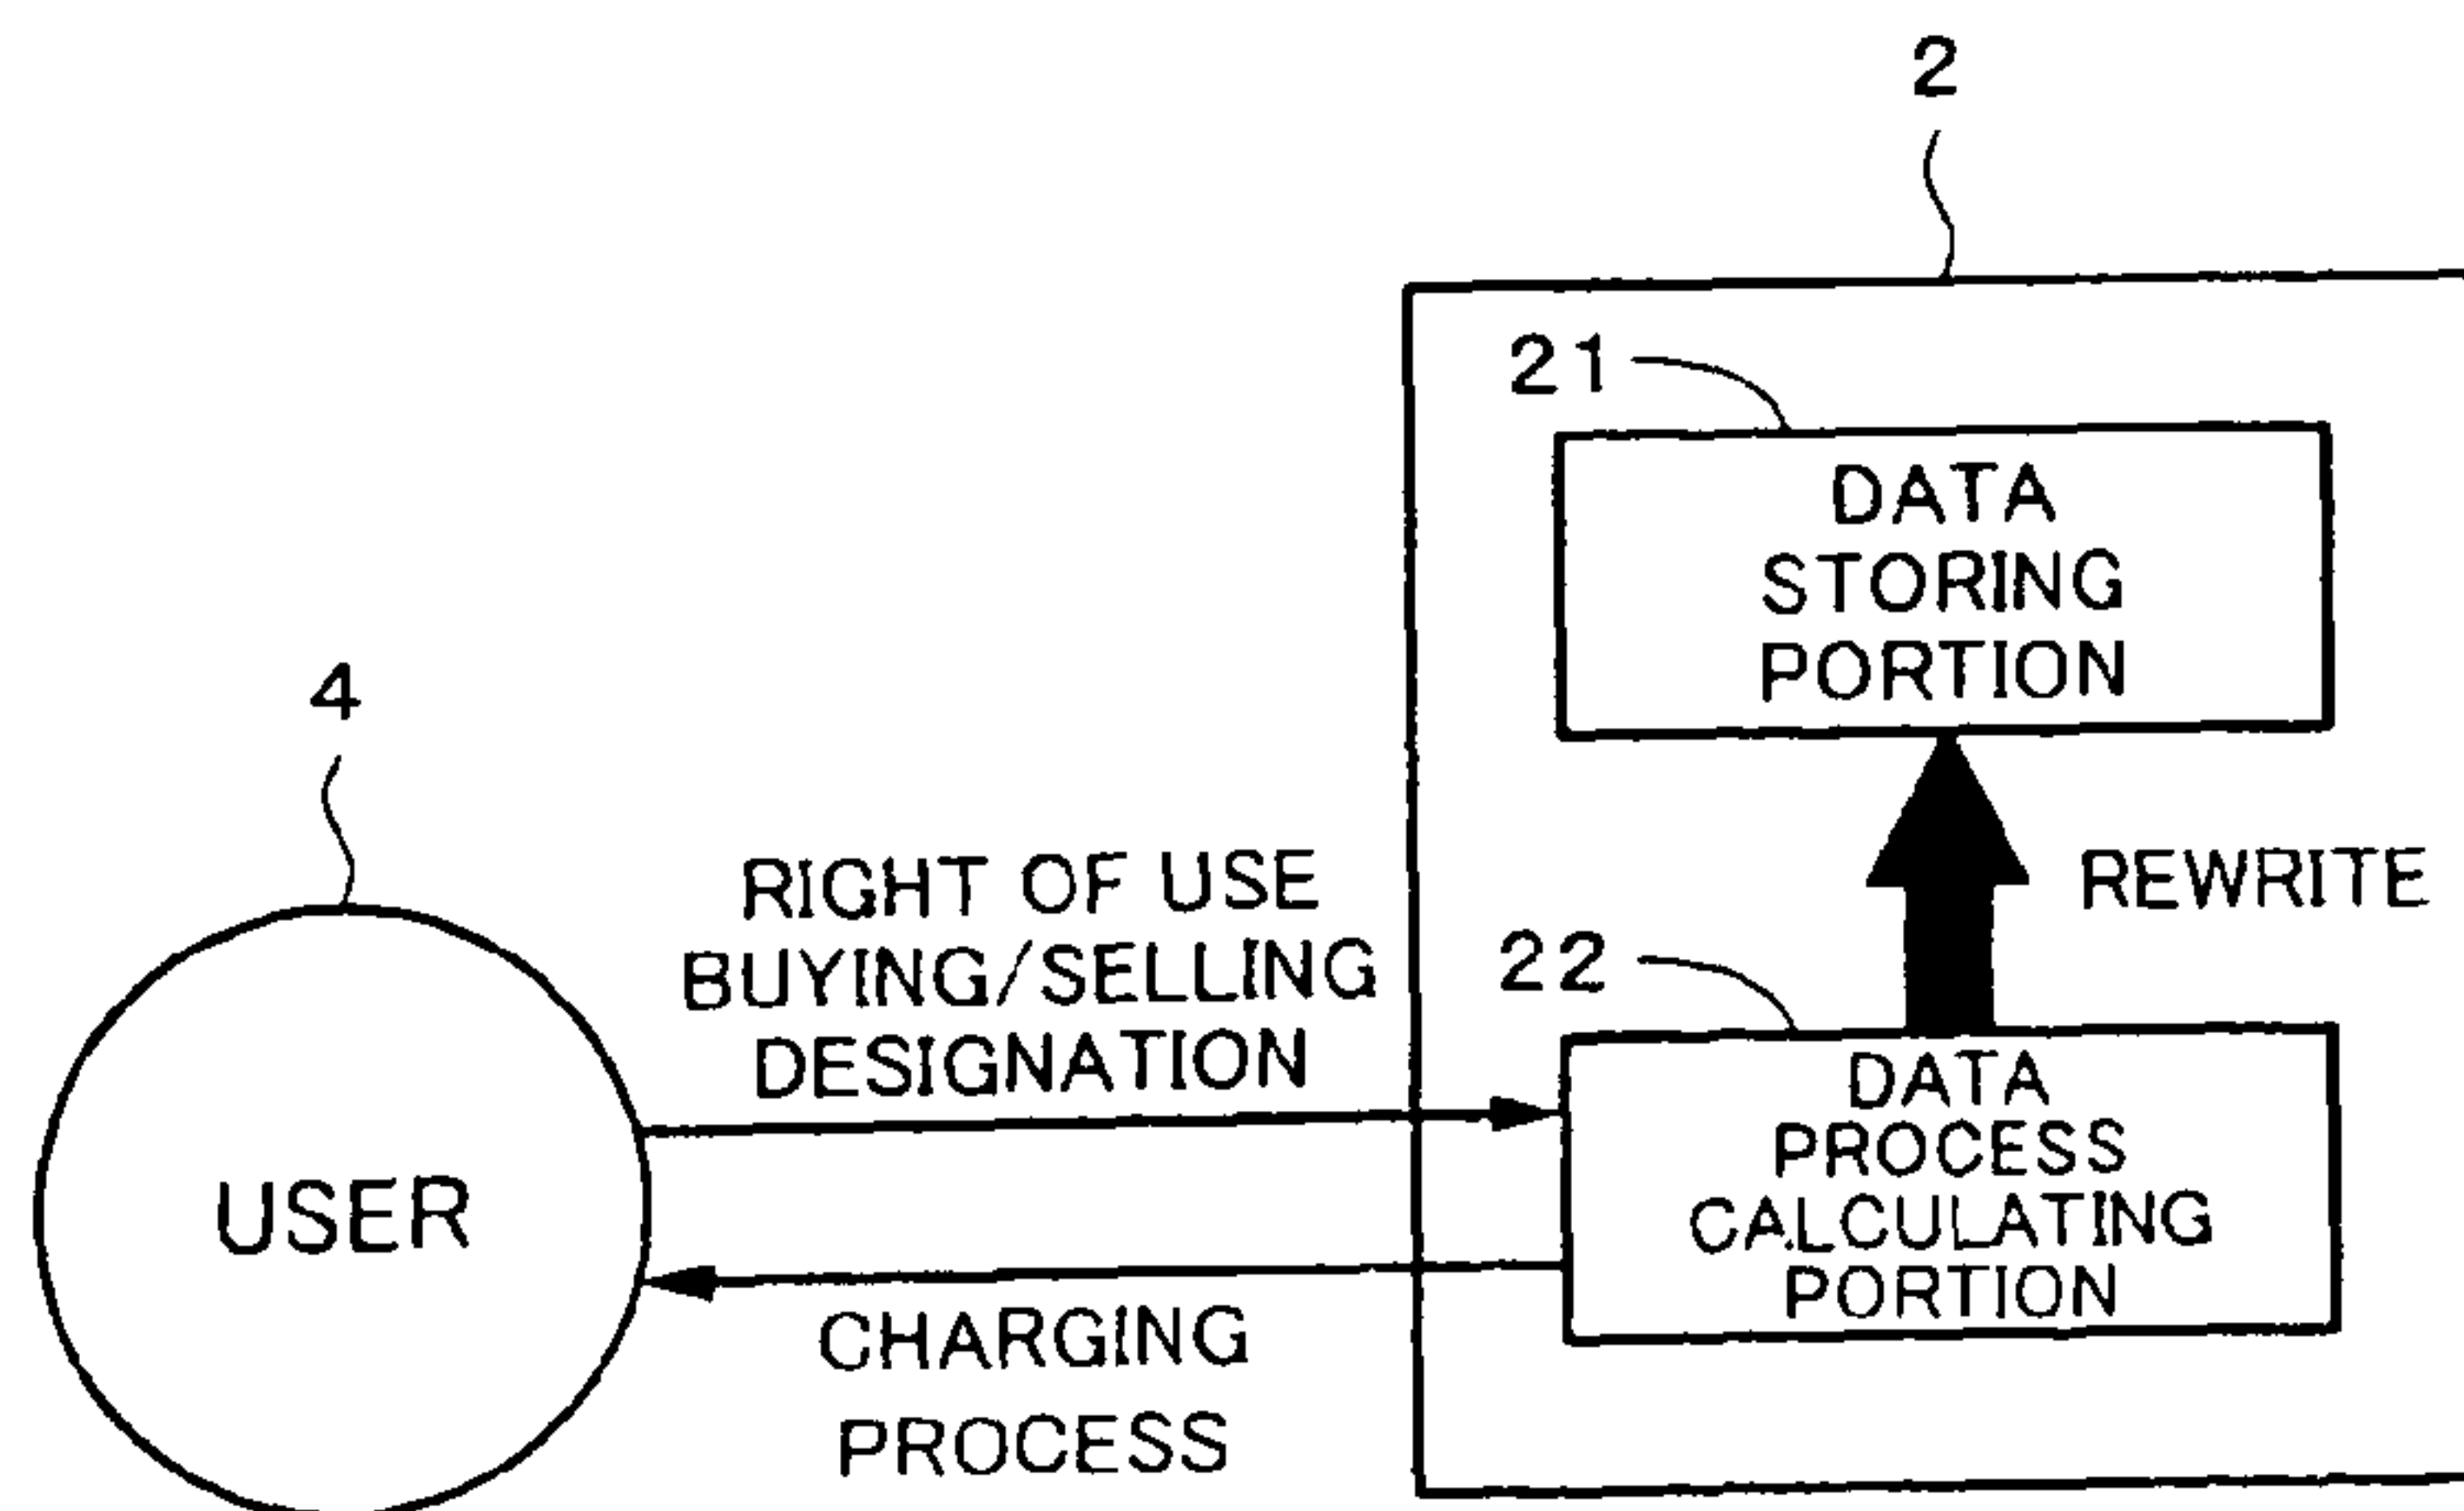 2
21
DATA
STORING
PORTION
4
REWRITE
RIGHT OF USE
BUYING/SELLING
DESIGNATION
22
DATA
PROCESS
CALCULATING
PORTION
USER
CHARGING
PROCESS